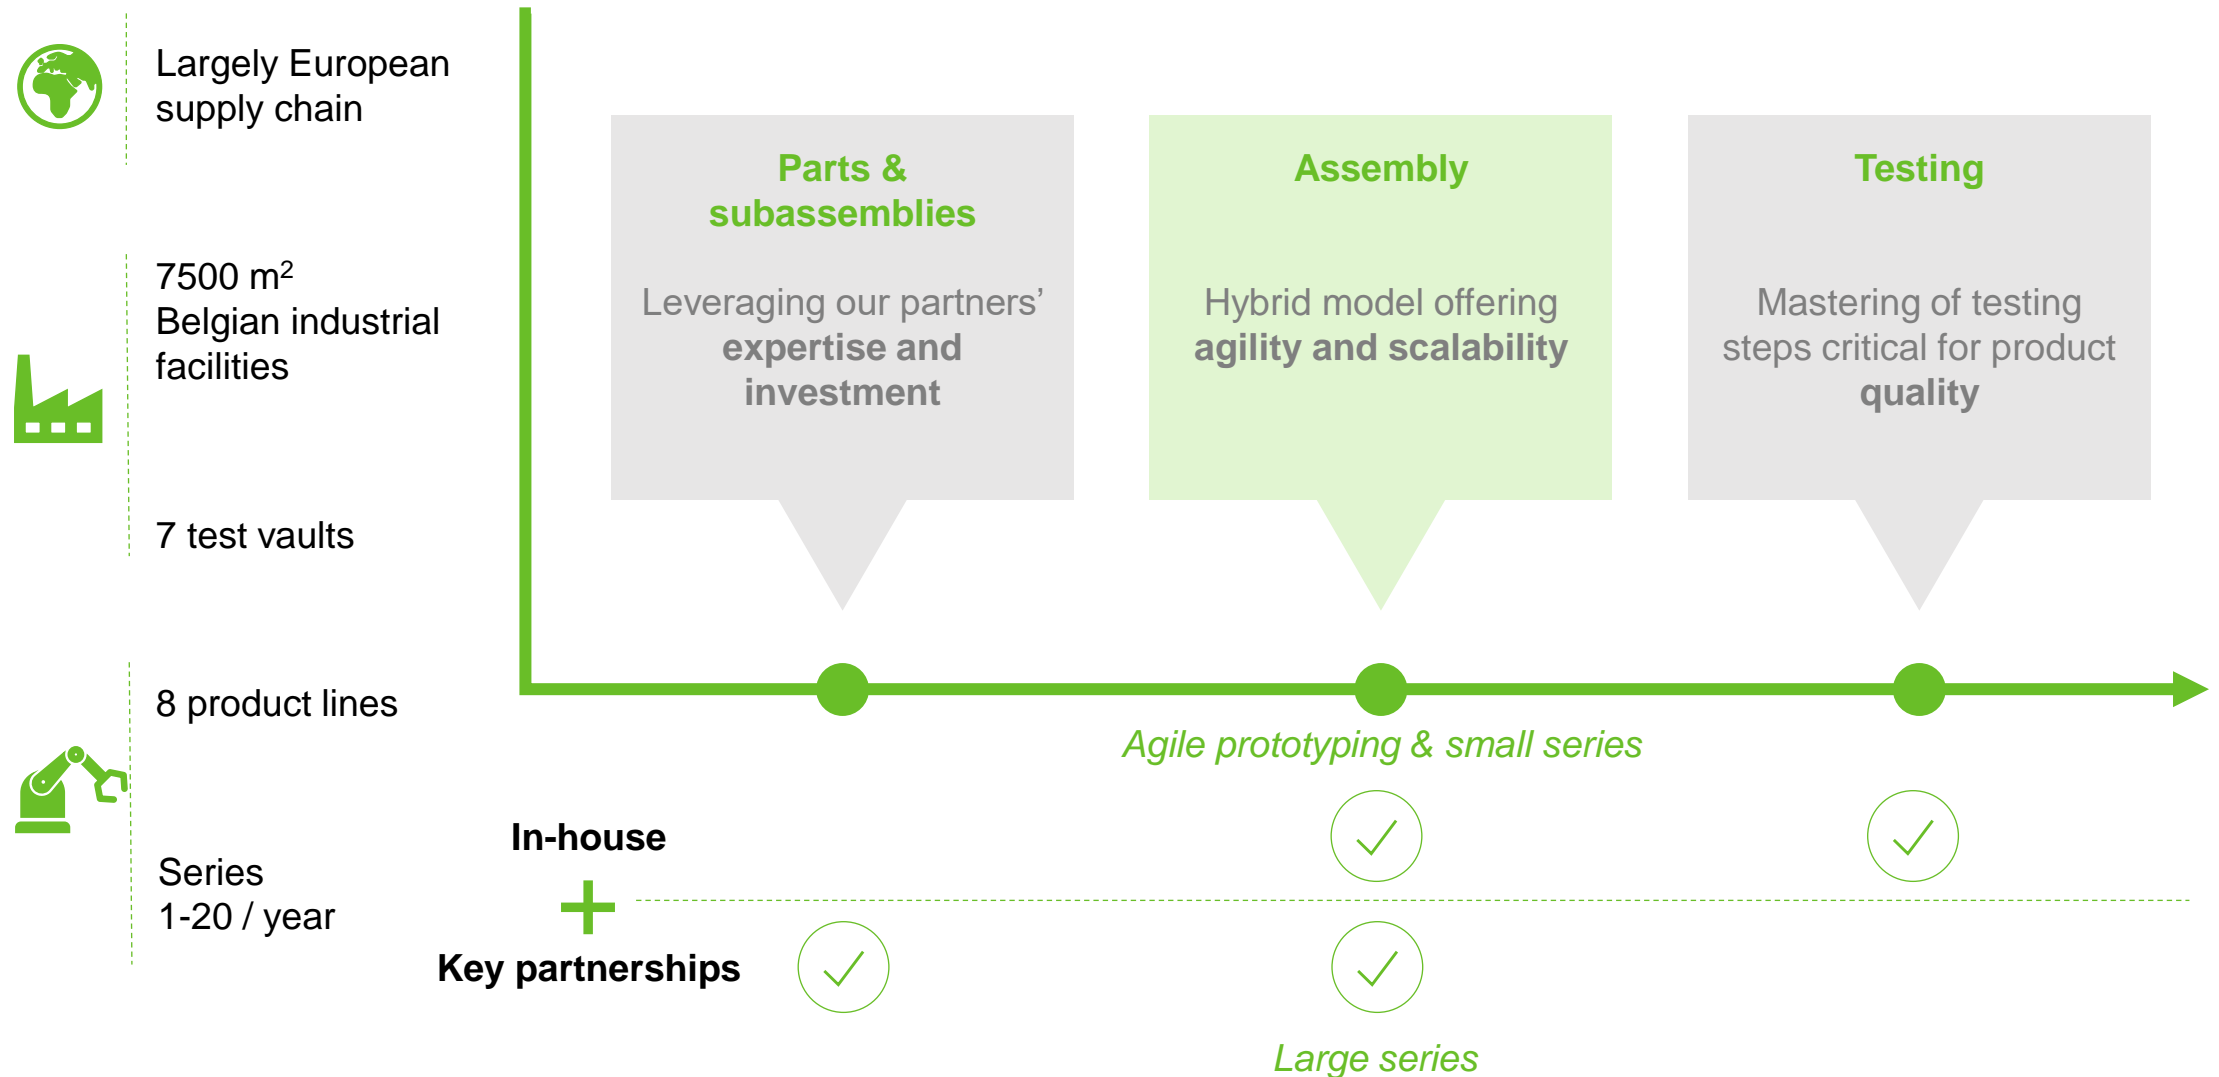 Largely European
supply chain
7500 m²
Belgian industrial
facilities
7 test vaults
8 product lines
Series
1-20 / year
Parts &
subassemblies
Leveraging our partners’
expertise and
investment
Assembly
Hybrid model offering
agility and scalability
Testing
Mastering of testing
steps critical for product
quality
Agile prototyping & small series
In-house
Key partnerships
Large series